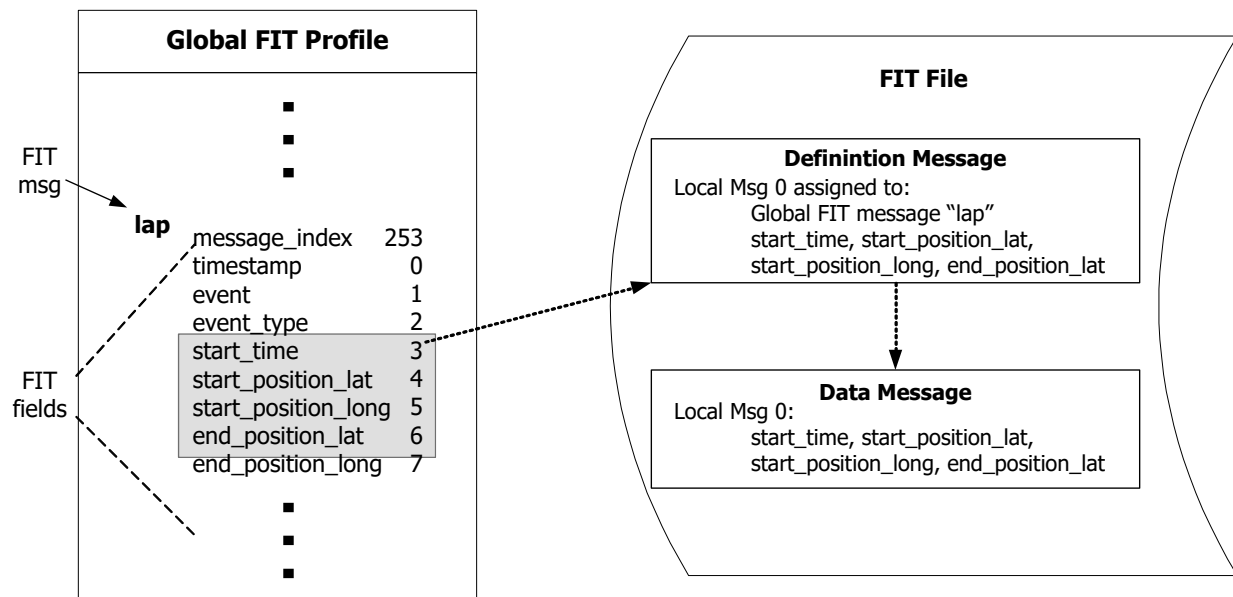 Global FIT Profile
FIT
msg
lap
message_index 253
timestamp 0
event 1
event_type 2
start_time 3
start_position_lat 4
start_position_long 5
end_position_lat 6
end_position_long 7
FIT
fields
FIT File
Definintion Message
Local Msg 0 assigned to:
Global FIT message “lap”
start_time, start_position_lat,
start_position_long, end_position_lat
Data Message
Local Msg 0:
start_time, start_position_lat,
start_position_long, end_position_lat